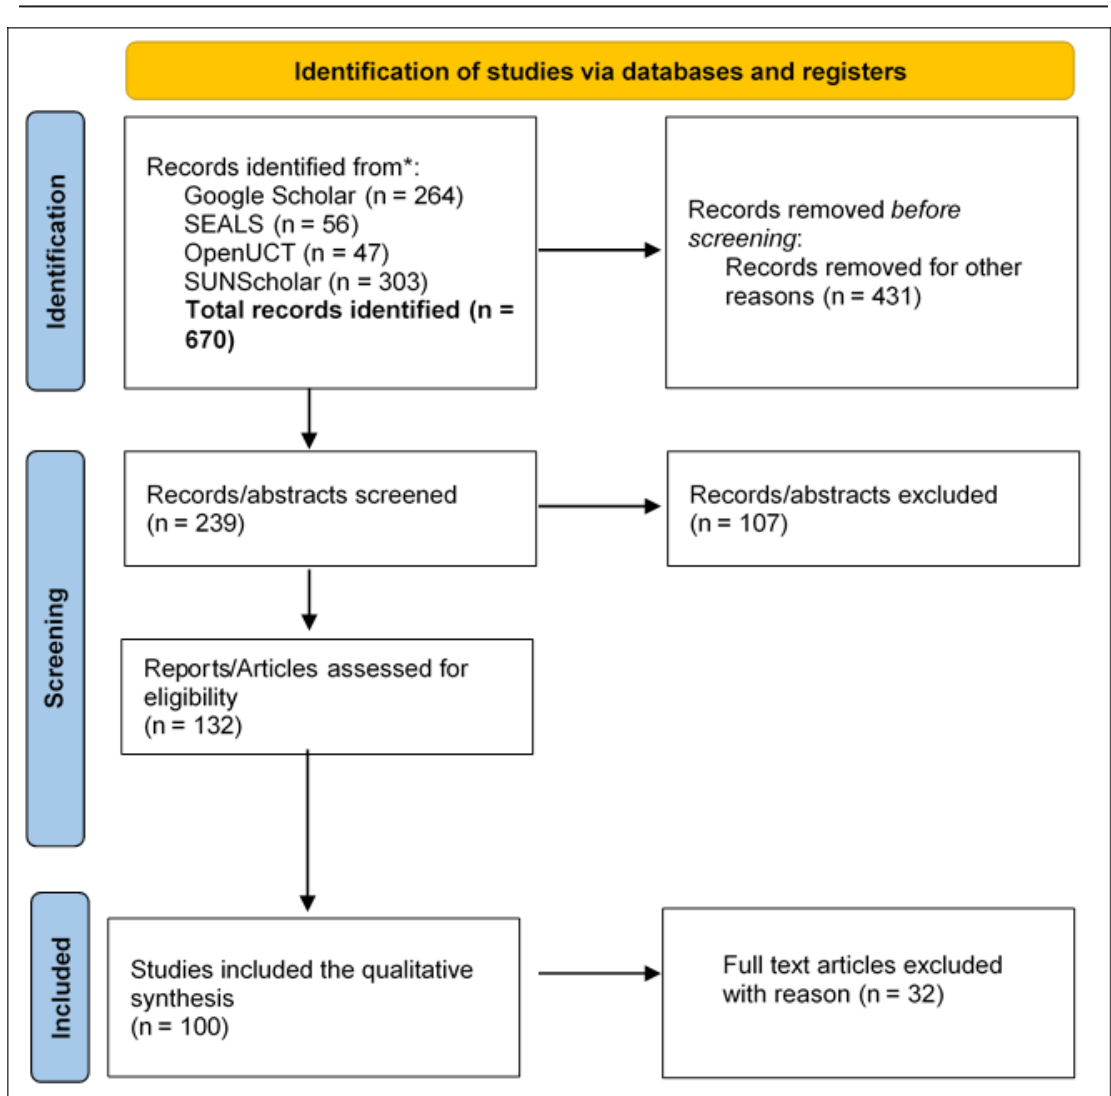 Identification of studies via databases and registers
Identification
Records identified from*:
Google Scholar (n = 264)
SEALS (n = 56)
OpenUCT (n = 47)
SUNScholar (n = 303)
Total records identified (n =
670)
Records removed before
screening:
Records removed for other
reasons (n = 431)
Screening
Records/abstracts screened
(n = 239)
Records/abstracts excluded
(n = 107)
Reports/Articles assessed for
eligibility
(n = 132)
Included
Studies included the qualitative
synthesis
(n = 100)
Full text articles excluded
with reason (n = 32)